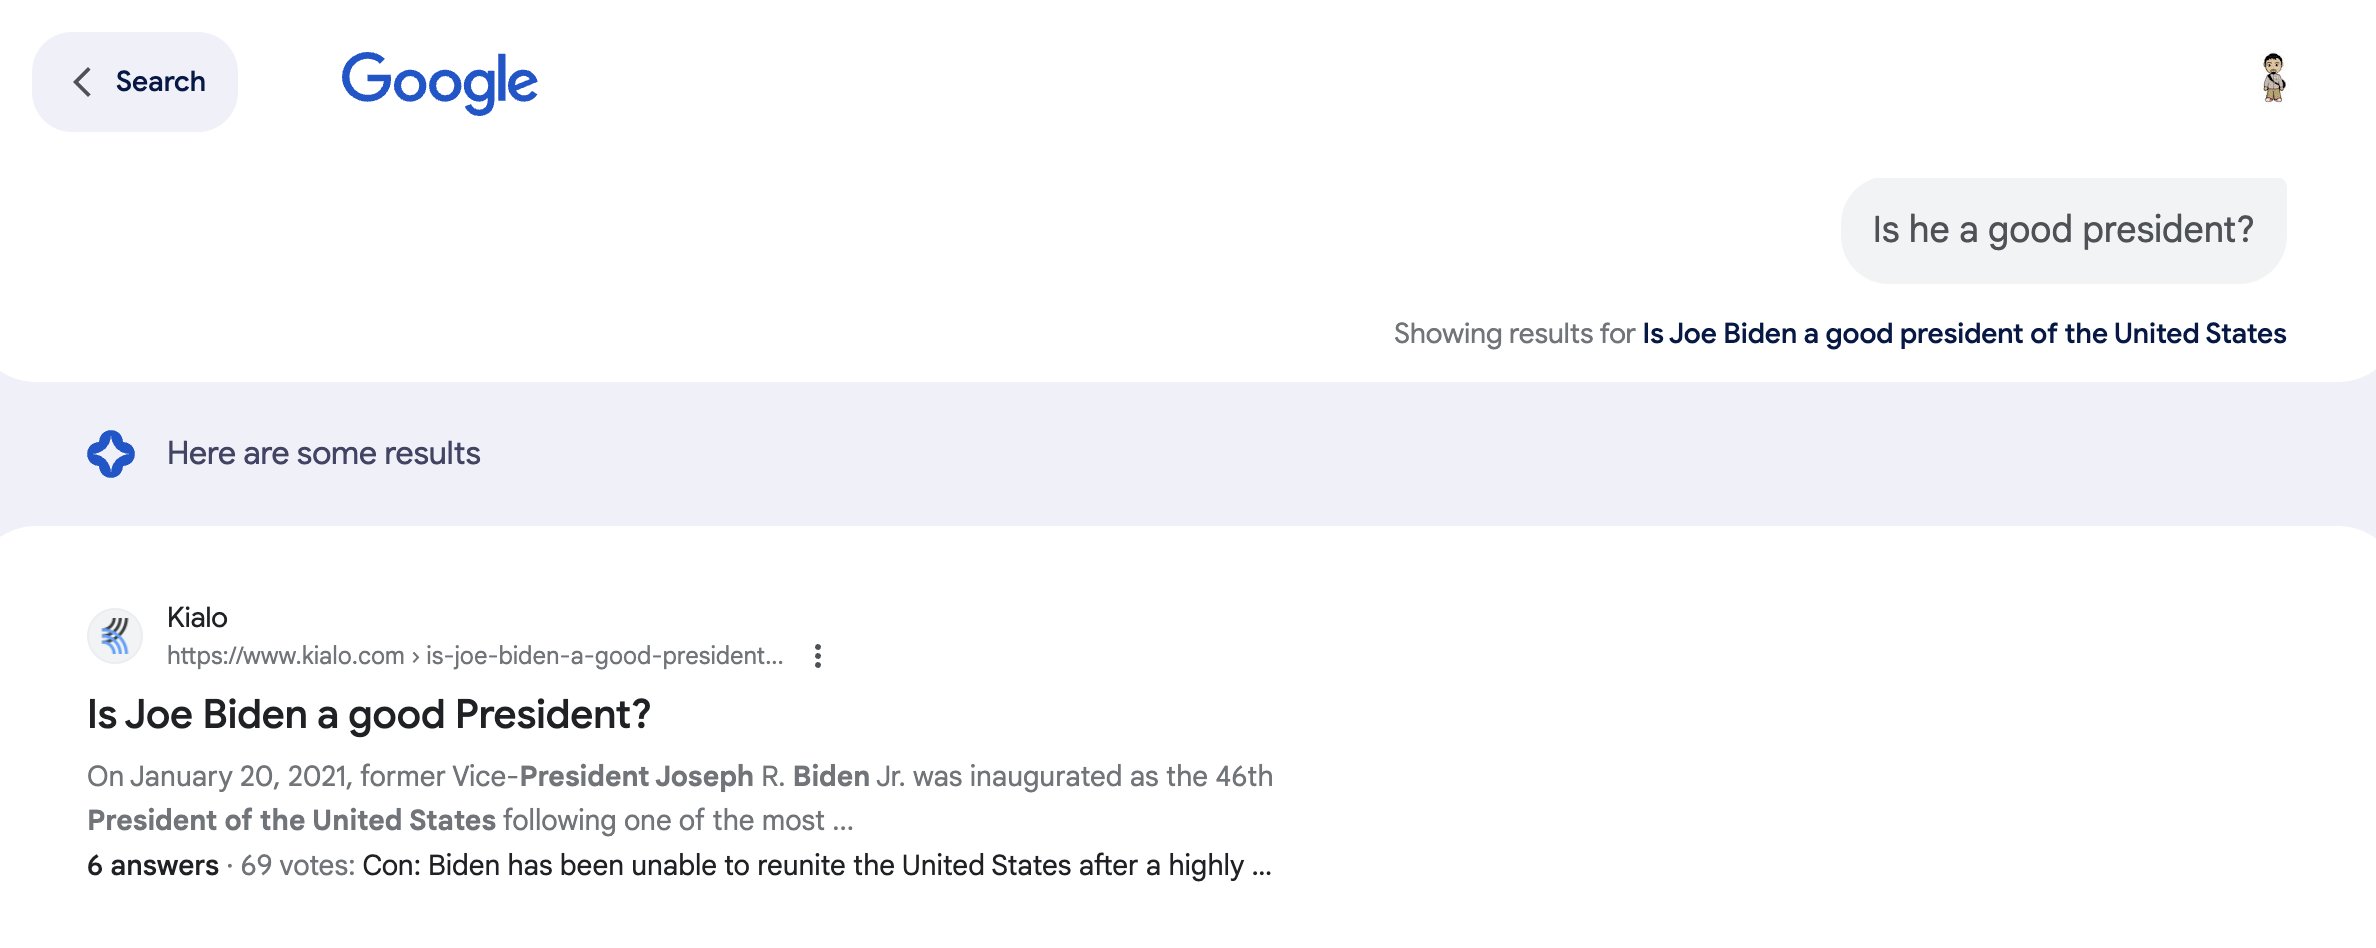 Search
Google
Is he a good president?
Showing results for Is Joe Biden a good president of the United States
Here are some results
Kialo
https://www.kialo.com › is-joe-biden-a-good-president...
Is Joe Biden a good President?
On January 20, 2021, former Vice-President Joseph R. Biden Jr. was inaugurated as the 46th
President of the United States following one of the most ...
6 answers · 69 votes: Con: Biden has been unable to reunite the United States after a highly ...